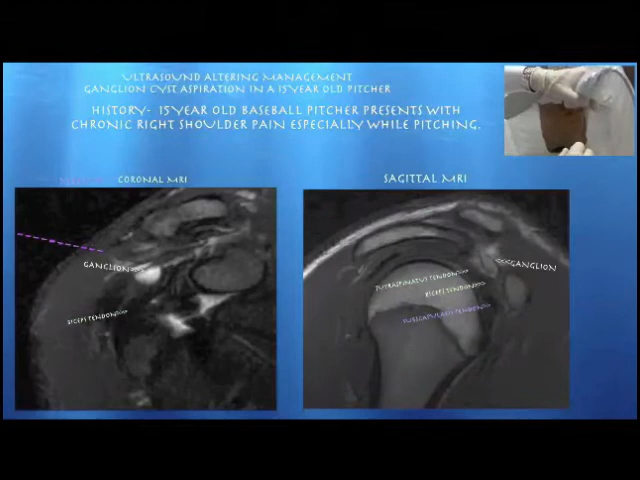 ULTRASOUND ALTERING MANAGEMENT
GANGLION CYST ASPIRATION IN A 15 YEAR OLD PITCHER
HISTORY- 15 YEAR OLD BASEBALL PITCHER PRESENTS WITH
CHRONIC RIGHT SHOULDER PAIN ESPECIALLY WHILE PITCHING.
CORONAL MRI
SAGITTAL MRI
GANGLION>>>
BICEPS TENDON>>>
<<<GANGLION
SUPRASPINATUS TENDON>>>
BICEPS TENDON>>>
SUBSCAPULARIS TENDON>>>